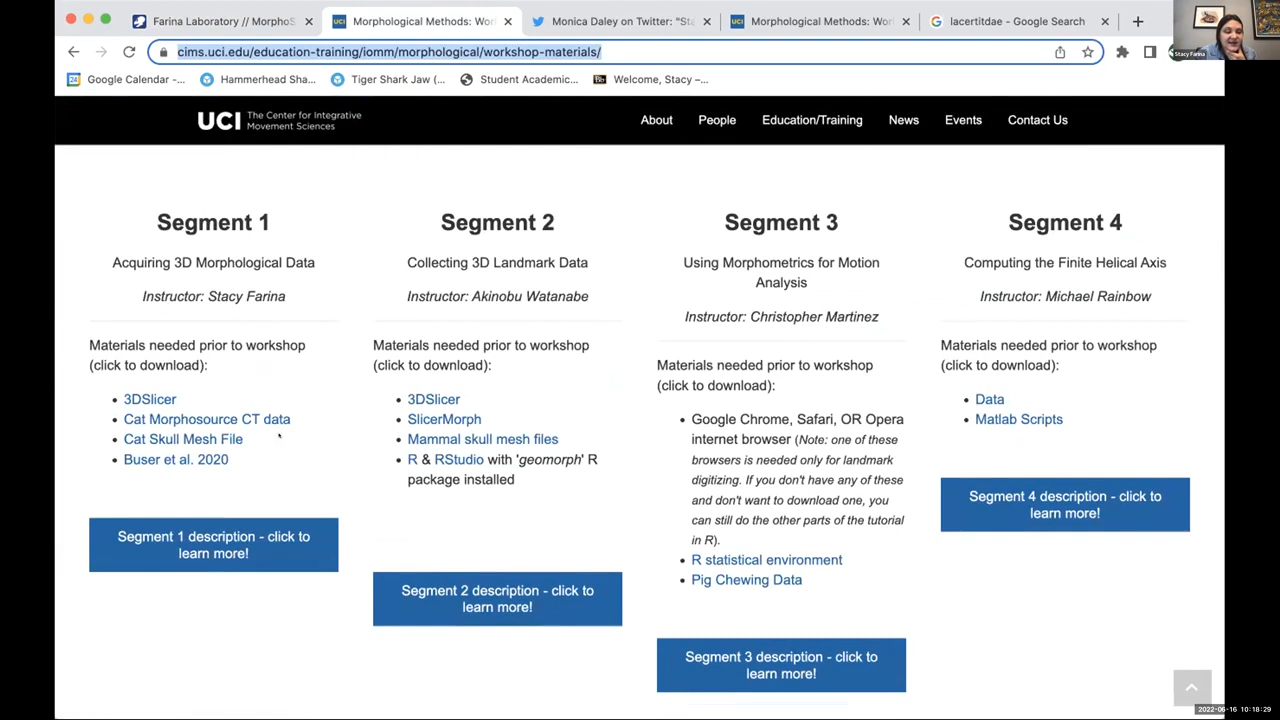 Farina Laboratory // MorphoS
Morphological Methods: Wor
Monica Daley on Twitter: "Sta
Morphological Methods: Wor
lacertitdae - Google Search
cims.uci.edu/education-training/iomm/morphological/workshop-materials/
Google Calendar -...
Hammerhead Sha...
Tiger Shark Jaw (...
Student Academic...
Welcome, Stacy –...
Stacy Farina
UCI
The Center for Integrative
Movement Sciences
About
People
Education/Training
News
Events
Contact Us
Segment 1
Acquiring 3D Morphological Data
Instructor: Stacy Farina
Materials needed prior to workshop
(click to download):
• 3DSlicer
• Cat Morphosource CT data
• Cat Skull Mesh File
• Buser et al. 2020
Segment 1 description - click to
learn more!
Segment 2
Collecting 3D Landmark Data
Instructor: Akinobu Watanabe
Materials needed prior to workshop
(click to download):
• 3DSlicer
• SlicerMorph
• Mammal skull mesh files
• R & RStudio with 'geomorph' R
package installed
Segment 2 description - click to
learn more!
Segment 3
Using Morphometrics for Motion
Analysis
Instructor: Christopher Martinez
Materials needed prior to workshop
(click to download):
• Google Chrome, Safari, OR Opera
internet browser (Note: one of these
browsers is needed only for landmark
digitizing. If you don't have any of these
and don't want to download one, you
can still do the other parts of the tutorial
in R).
• R statistical environment
• Pig Chewing Data
Segment 3 description - click to
learn more!
Segment 4
Computing the Finite Helical Axis
Instructor: Michael Rainbow
Materials needed prior to workshop
(click to download):
• Data
• Matlab Scripts
Segment 4 description - click to
learn more!
2022-06-16 10:18:29